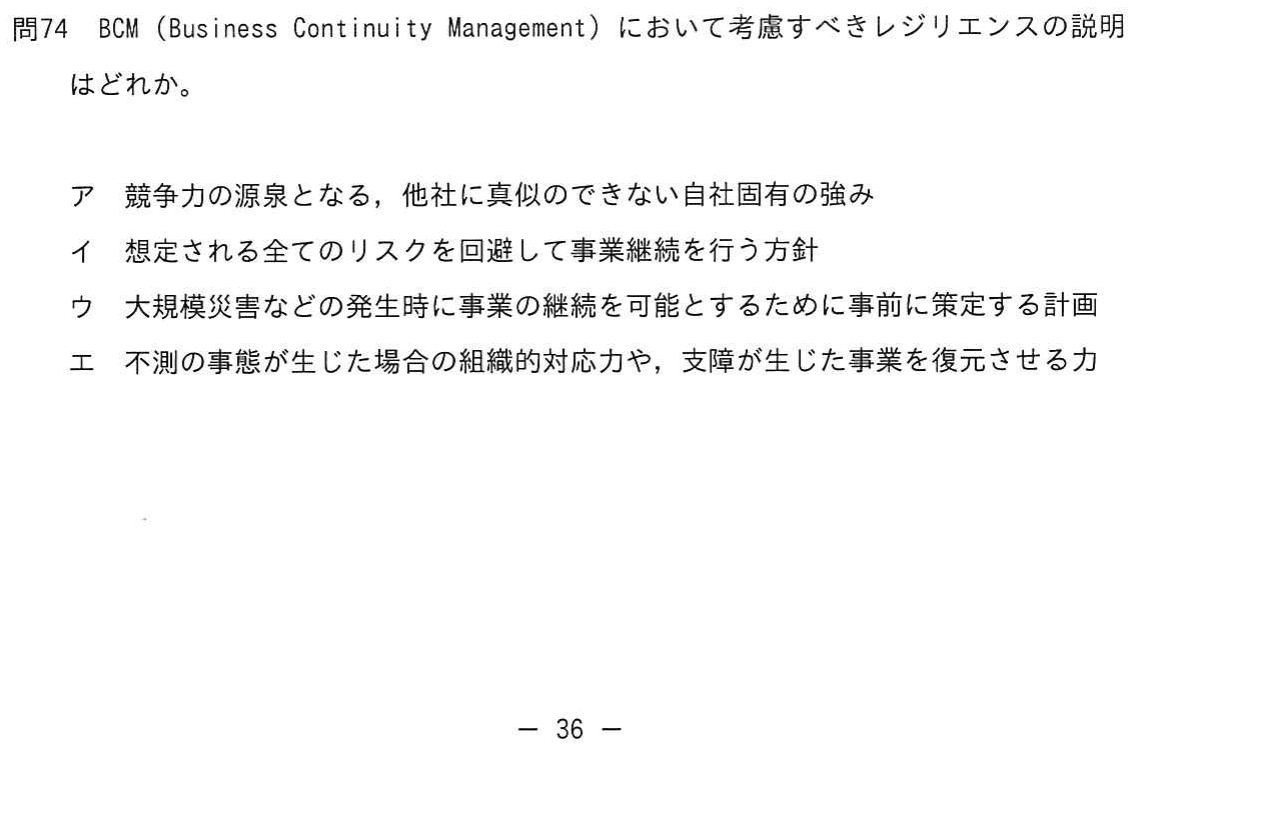 問74 BCM（Business Continuity Management）において考慮すべきレジリエンスの説明
はどれか。
ア 競争力の源泉となる，他社に真似のできない自社固有の強み
イ 想定される全てのリスクを回避して事業継続を行う方針
ウ 大規模災害などの発生時に事業の継続を可能とするために事前に策定する計画
エ 不測の事態が生じた場合の組織的対応力や，支障が生じた事業を復元させる力
－ 36 －